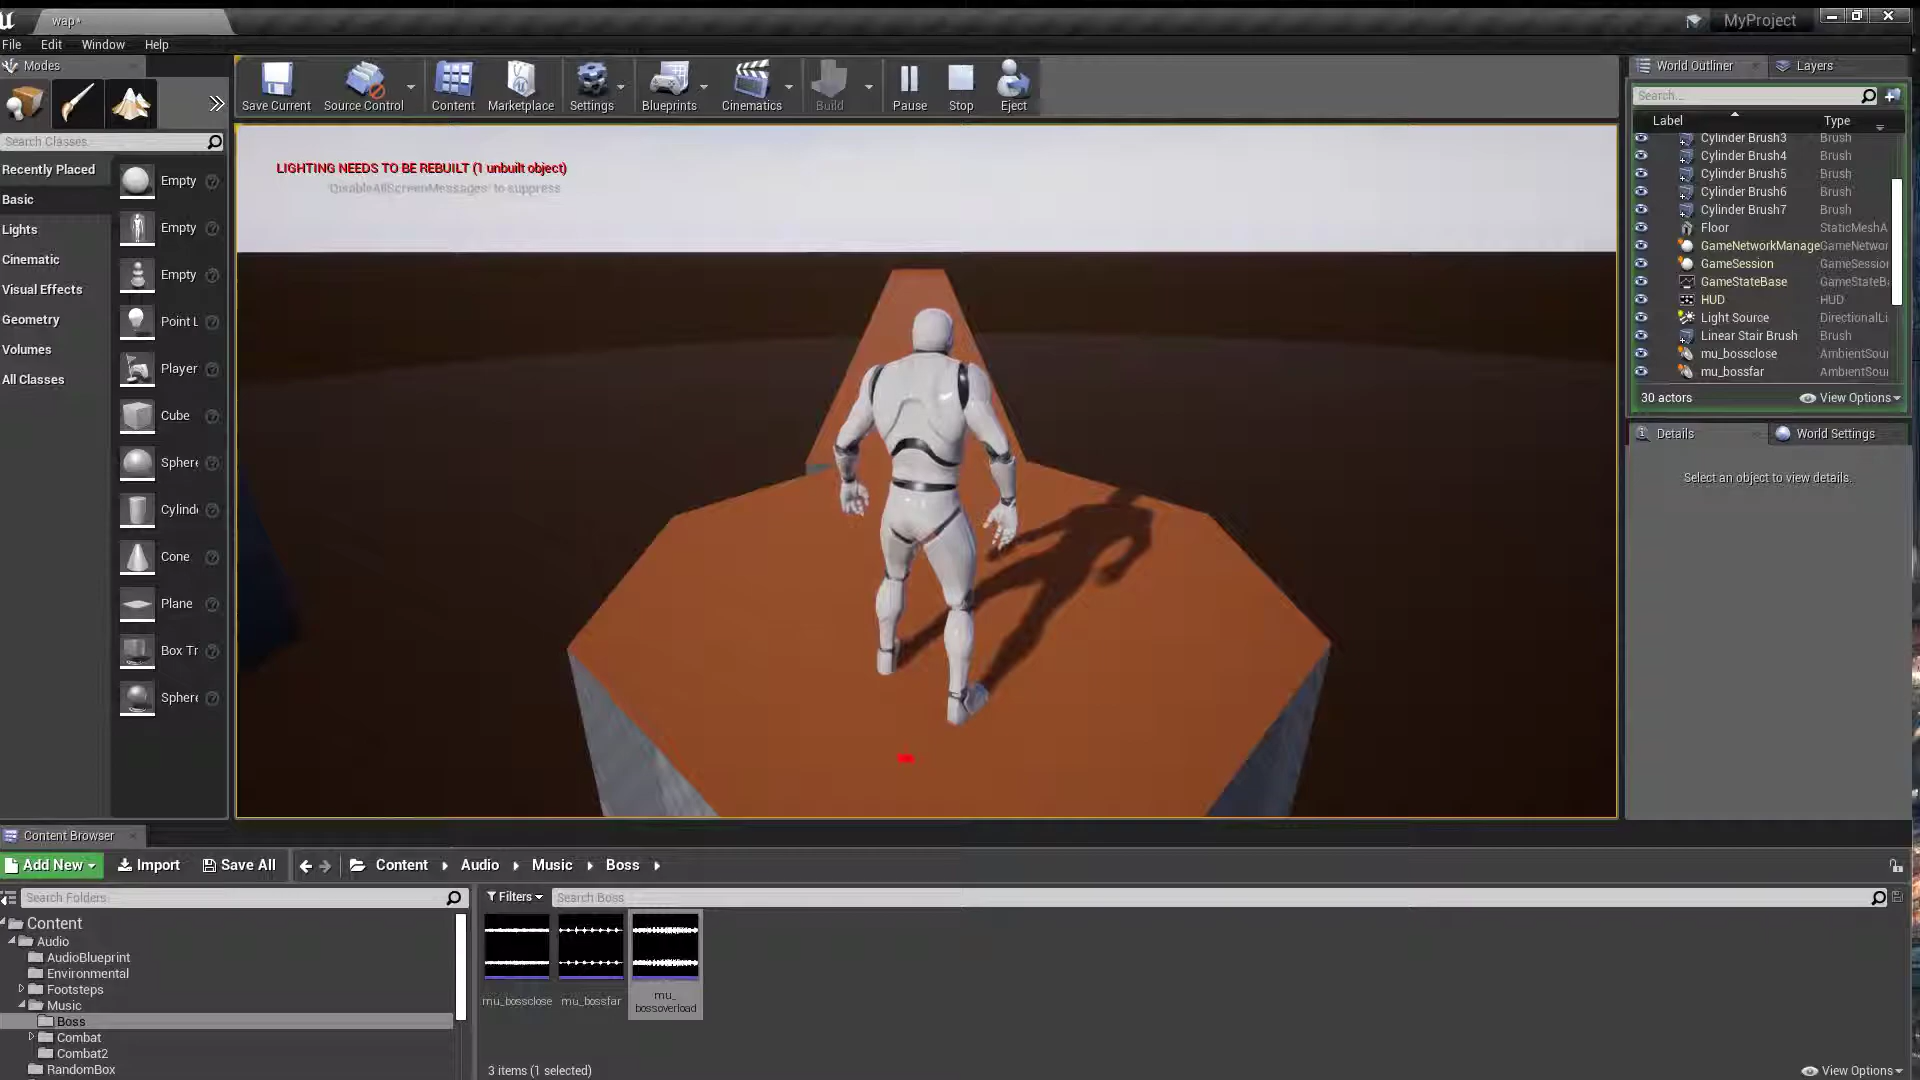 wap*
MyProject
File Edit Window Help
Modes
Save Current Source Control Content Marketplace Settings Blueprints Cinematics Build Pause Stop Eject
World Outliner Layers
Search...
Label Type
Search Classes
Recently Placed
Basic
Lights
Cinematic
Visual Effects
Geometry
Volumes
All Classes
Empty
Empty
Empty
Point L
Player
Cube
Sphere
Cylinde
Cone
Plane
Box Tr
Sphere
LIGHTING NEEDS TO BE REBUILT (1 unbuilt object)
'DisableAllScreenMessages' to suppress
Cylinder Brush3 Brush
Cylinder Brush4 Brush
Cylinder Brush5 Brush
Cylinder Brush6 Brush
Cylinder Brush7 Brush
Floor StaticMeshA
GameNetworkManage GameNetwor
GameSession GameSession
GameStateBase GameStateB
HUD HUD
Light Source DirectionalLi
Linear Stair Brush Brush
mu_bossclose AmbientSou
mu_bossfar AmbientSou
30 actors View Options
Details World Settings
Select an object to view details.
Content Browser
Add New Import Save All Content Audio Music Boss
Search Folders
Filters Search Boss
Content
Audio
AudioBlueprint
Environmental
Footsteps
Music
Boss
Combat
Combat2
RandomBox
mu_bossclose mu_bossfar mu_
bossoverload
3 items (1 selected)
View Options